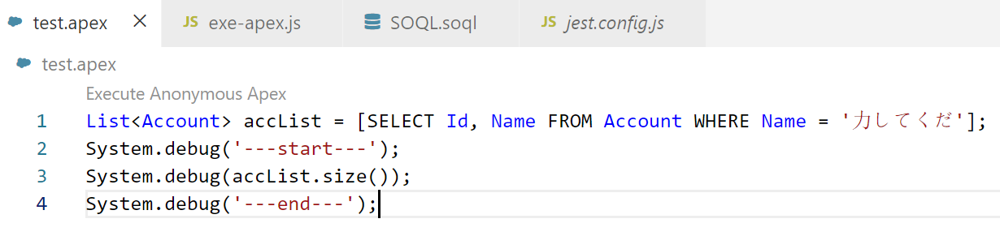 test.apex JS exe-apex.js SOQL.soql JS jest.config.js
test.apex
Execute Anonymous Apex
1 List<Account> accList = [SELECT Id, Name FROM Account WHERE Name = '力してくだ'];
2 System.debug('---start---');
3 System.debug(accList.size());
4 System.debug('---end---');